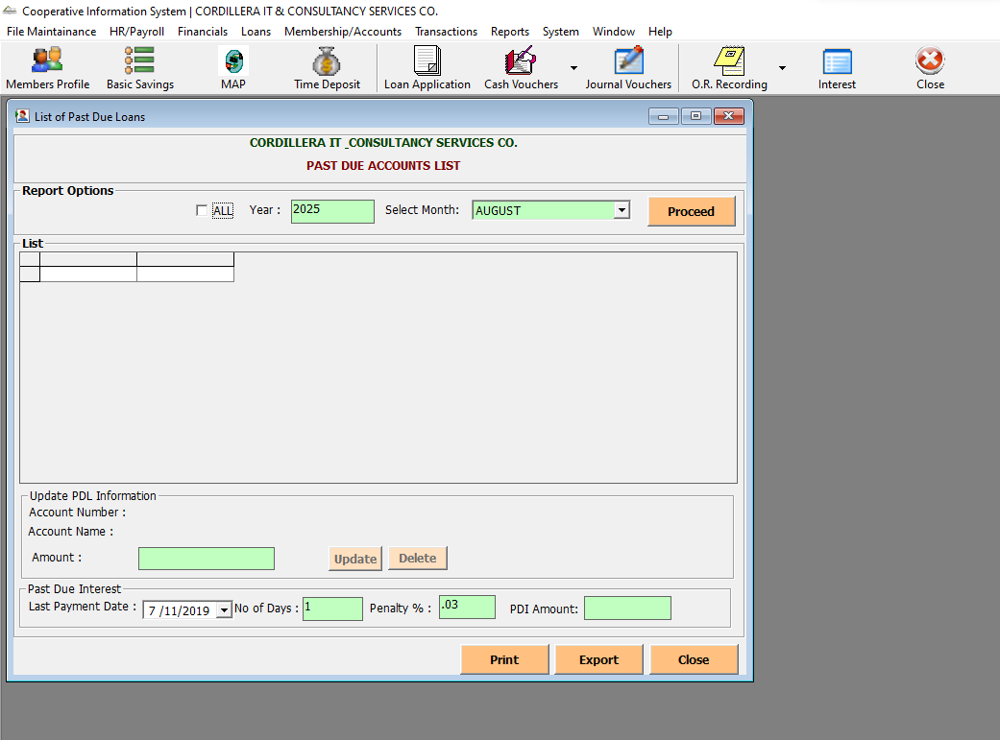 Cooperative Information System | CORDILLERA IT & CONSULTANCY SERVICES CO.
File Maintainance HR/Payroll Financials Loans Membership/Accounts Transactions Reports System Window Help
Members Profile Basic Savings MAP Time Deposit Loan Application Cash Vouchers Journal Vouchers O.R. Recording Interest Close
List of Past Due Loans
CORDILLERA IT _CONSULTANCY SERVICES CO.
PAST DUE ACCOUNTS LIST
Report Options
ALL Year : 2025 Select Month: AUGUST Proceed
List
Update PDL Information
Account Number :
Account Name :
Amount : Update Delete
Past Due Interest
Last Payment Date : 7 /11/2019 No of Days : 1 Penalty % : .03 PDI Amount:
Print Export Close